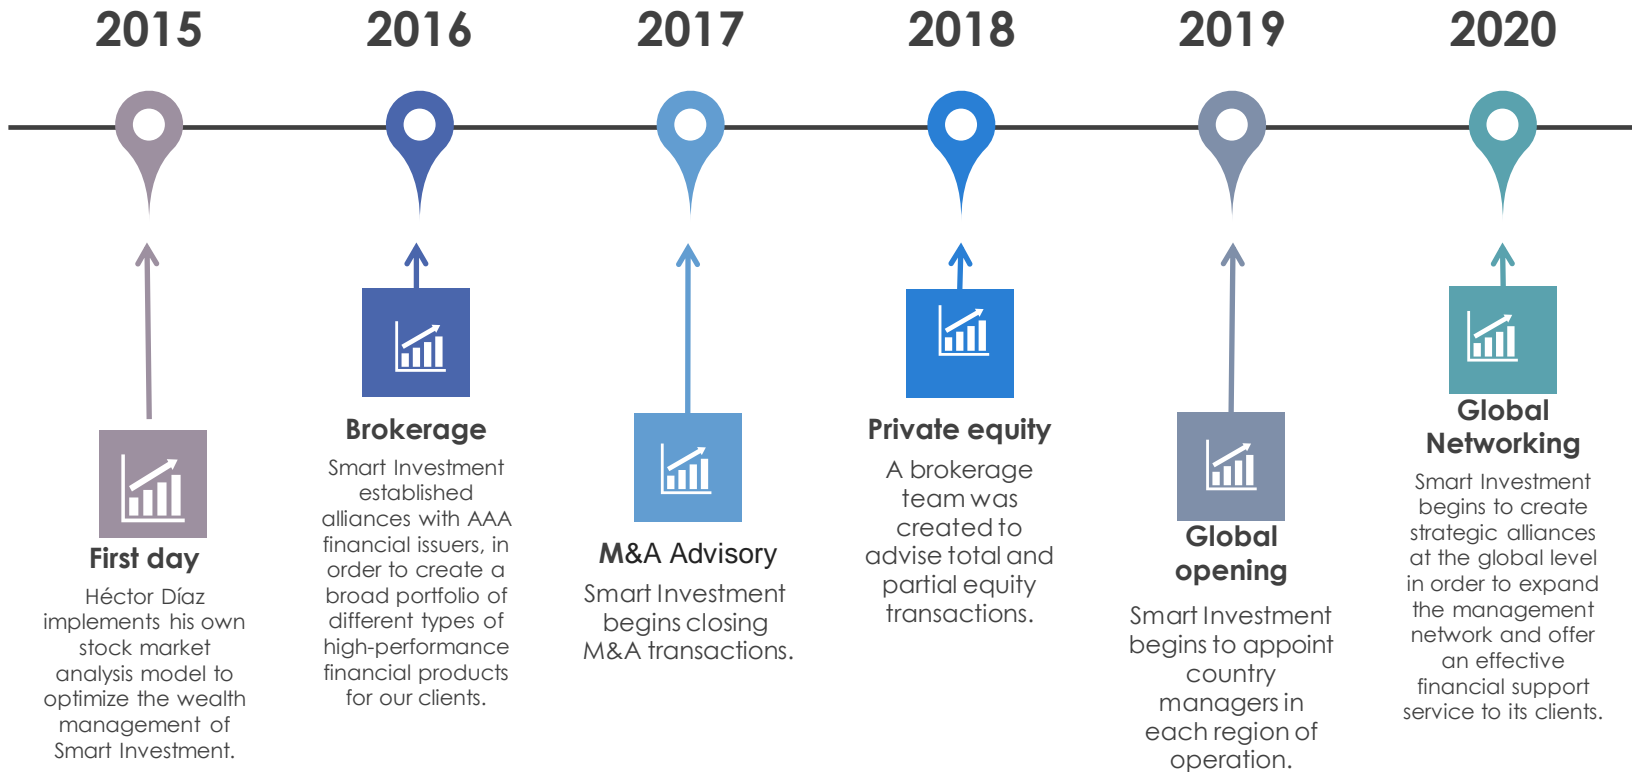 2015
2016
2017
2018
2019
2020
First day
Héctor Díaz
implements his own
stock market
analysis model to
optimize the wealth
management of
Smart Investment.
Brokerage
Smart Investment
established
alliances with AAA
financial issuers, in
order to create a
broad portfolio of
different types of
high-performance
financial products
for our clients.
M&A Advisory
Smart Investment
begins closing
M&A transactions.
Private equity
A brokerage
team was
created to
advise total and
partial equity
transactions.
Global
opening
Smart Investment
begins to appoint
country
managers in
each region of
operation.
Global
Networking
Smart Investment
begins to create
strategic alliances
at the global level
in order to expand
the management
network and offer
an effective
financial support
service to its clients.